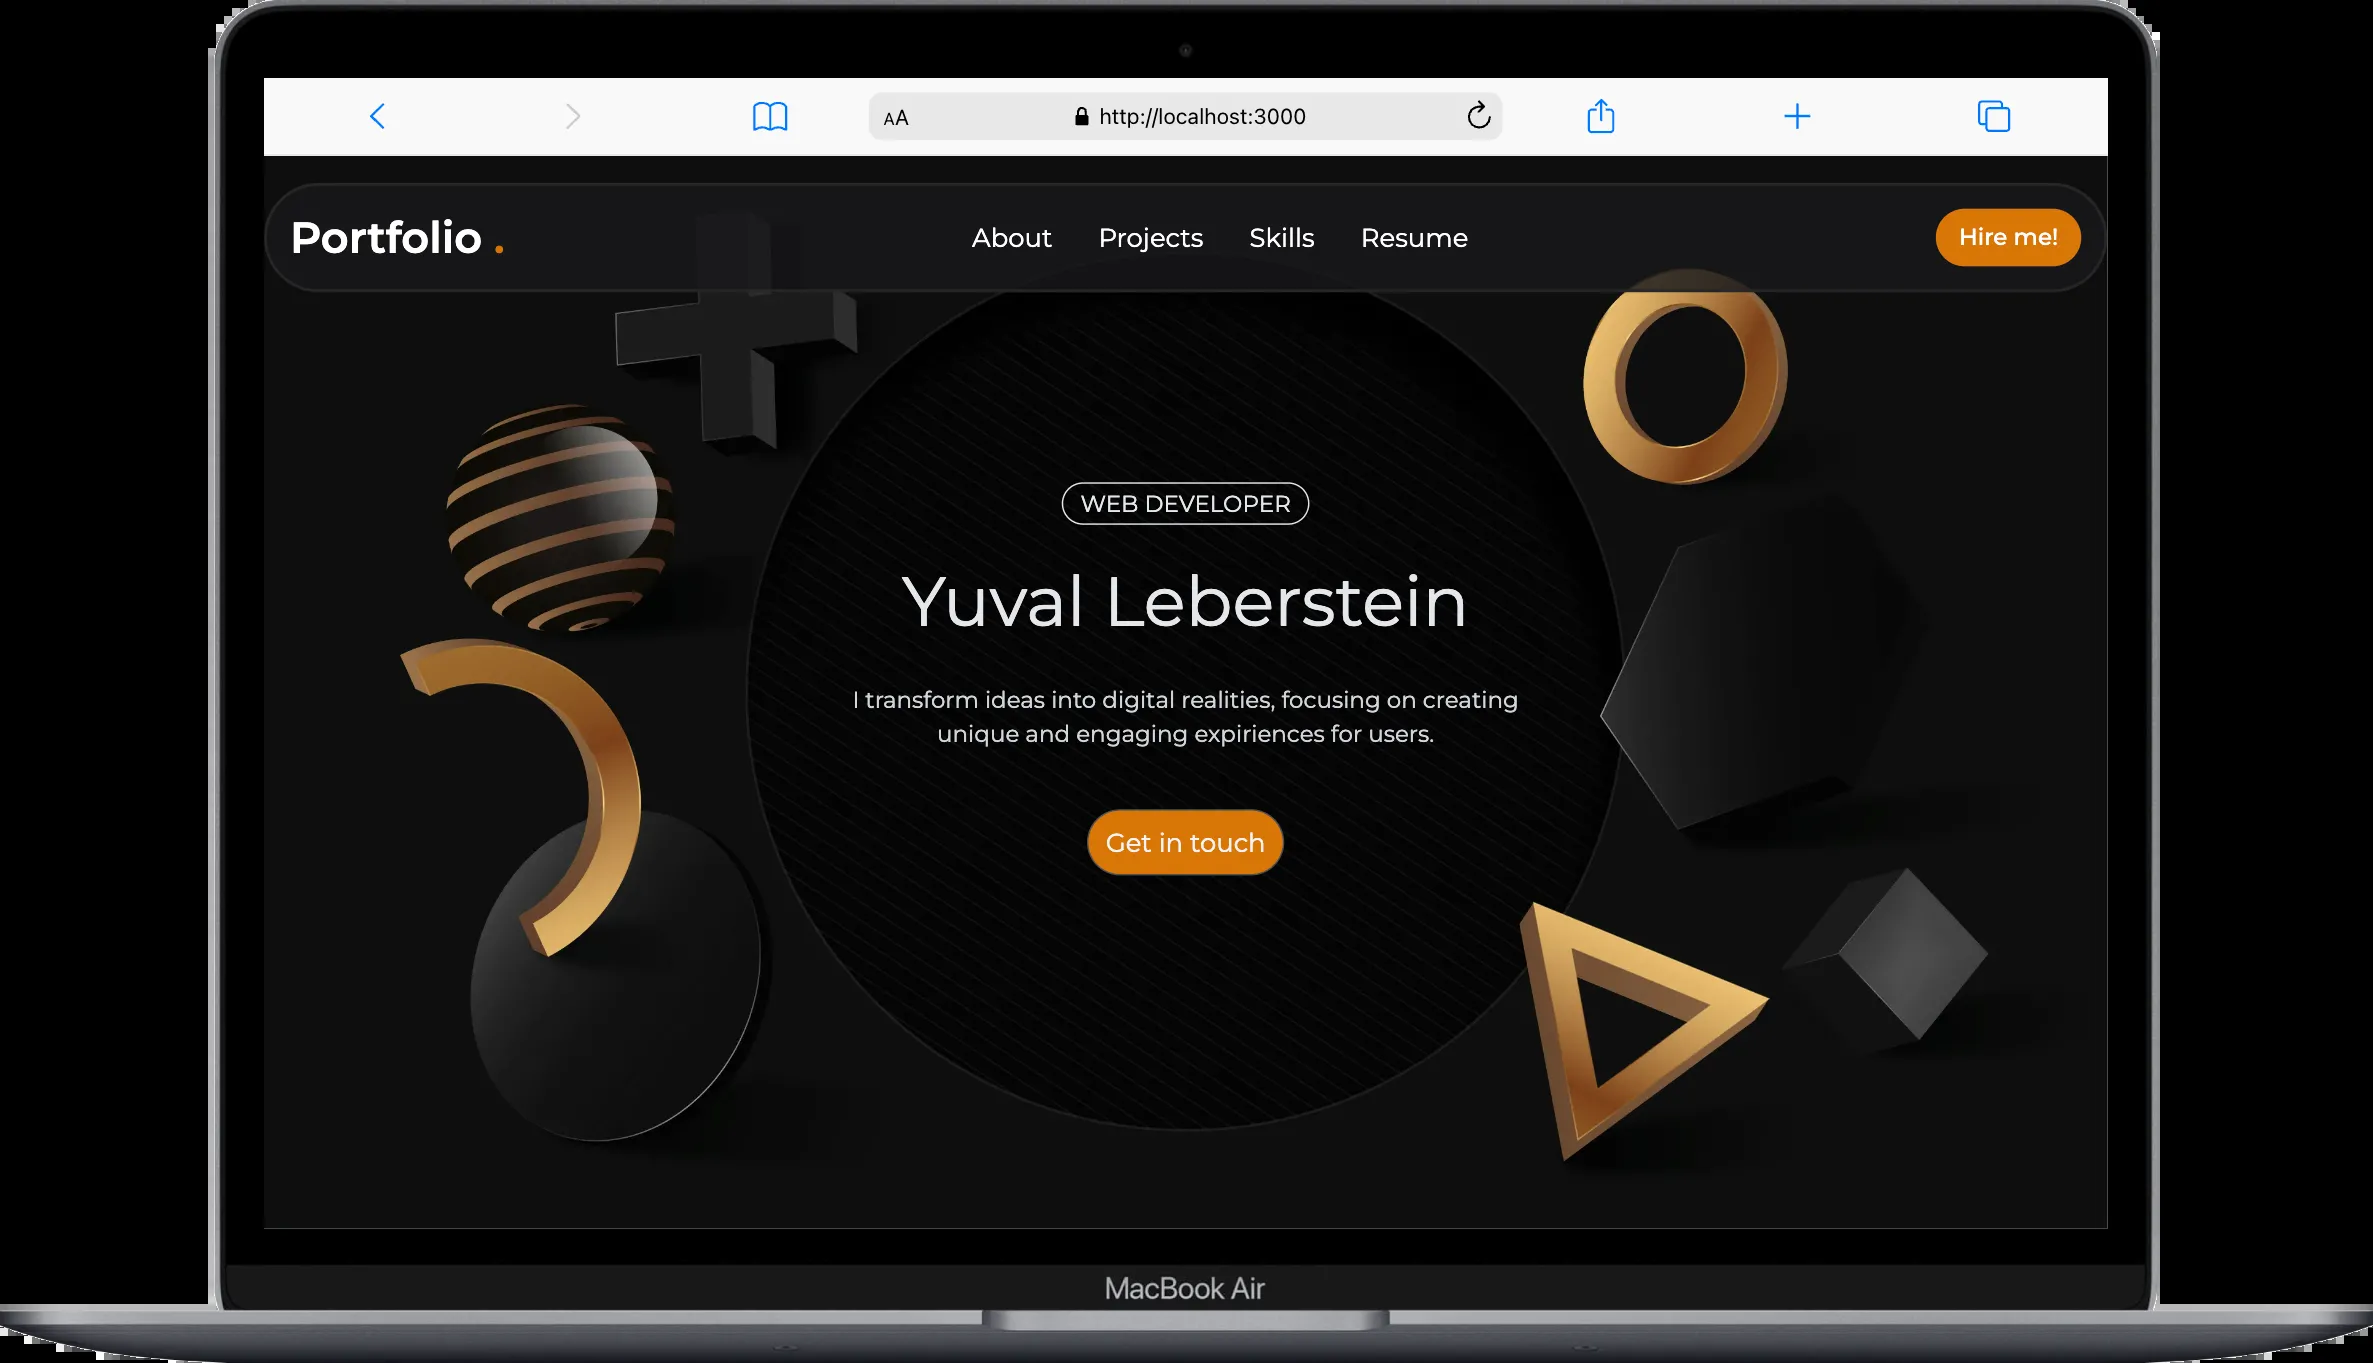 AA
http://localhost:3000
Portfolio .
About
Projects
Skills
Resume
Hire me!
WEB DEVELOPER
Yuval Leberstein
I transform ideas into digital realities, focusing on creating
unique and engaging expiriences for users.
Get in touch
MacBook Air